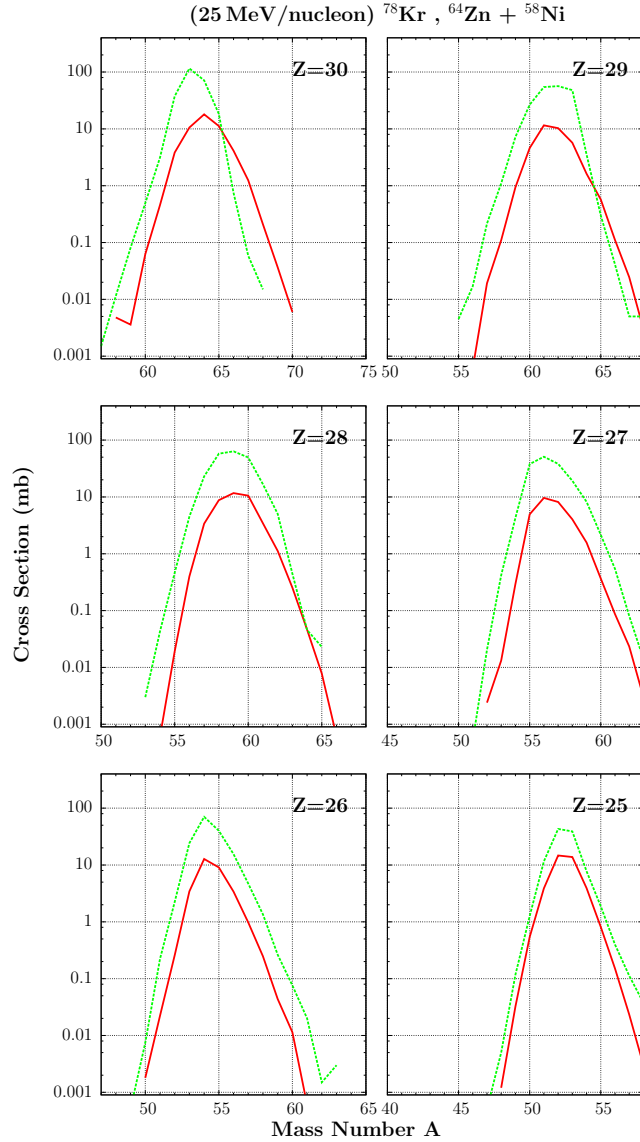 (25 MeV/nucleon) ⁷⁸Kr , ⁶⁴Zn + ⁵⁸Ni
Z=30 Z=29
100
10
1
0.1
0.01
0.001
60 65 70 75 50 55 60 65
Z=28 Z=27
100
10
1
0.1
0.01
0.001
50 55 60 65 45 50 55 60
Z=26 Z=25
100
10
1
0.1
0.01
0.001
50 55 60 65 40 45 50 55
Cross Section (mb)
Mass Number A